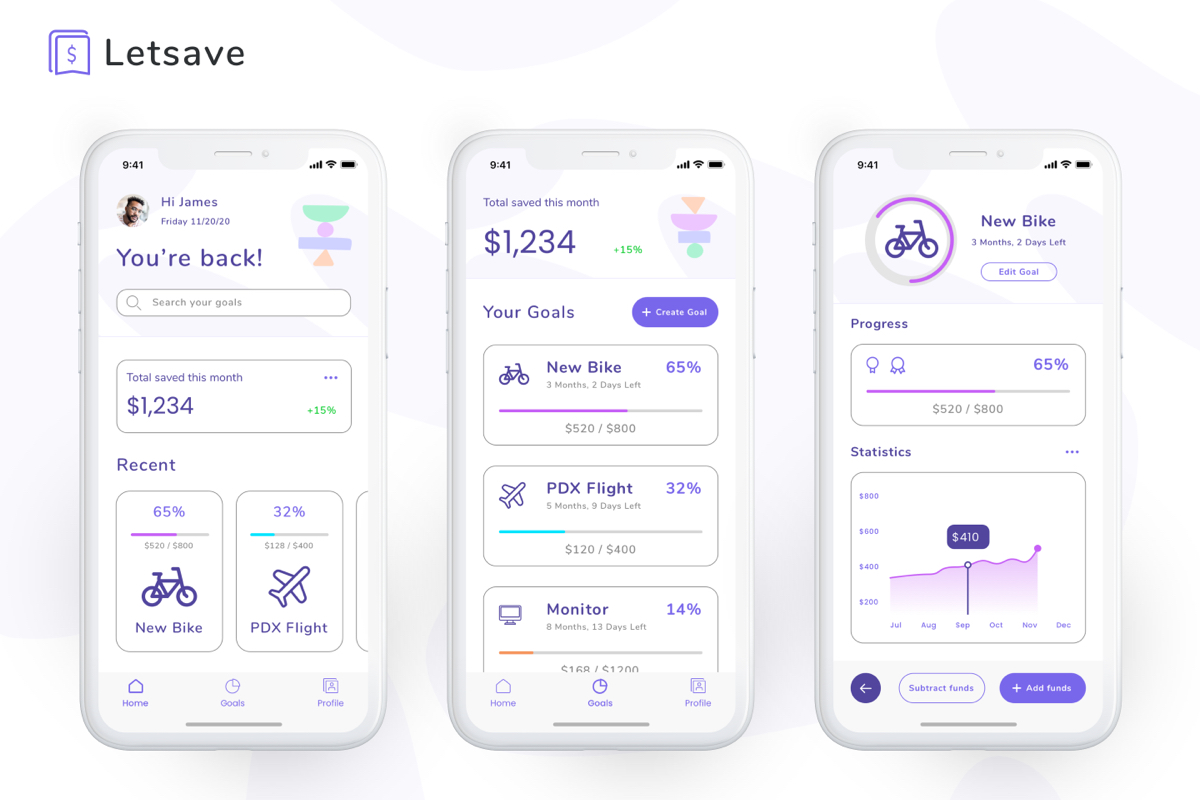 $ Letsave
9:41
Hi James
Friday 11/20/20
You're back!
Search your goals
Total saved this month
$1,234
+15%
Recent
65%
$520 / $800
New Bike
32%
$128 / $400
PDX Flight
Home
Goals
Profile
9:41
Total saved this month
$1,234
+15%
Your Goals
+ Create Goal
New Bike
65%
3 Months, 2 Days Left
$520 / $800
PDX Flight
32%
5 Months, 9 Days Left
$120 / $400
Monitor
14%
8 Months, 13 Days Left
$168 / $1200
Home
Goals
Profile
9:41
New Bike
3 Months, 2 Days Left
Edit Goal
Progress
65%
$520 / $800
Statistics
$800
$600
$410
$400
$200
Jul Aug Sep Oct Nov Dec
Subtract funds
+ Add funds